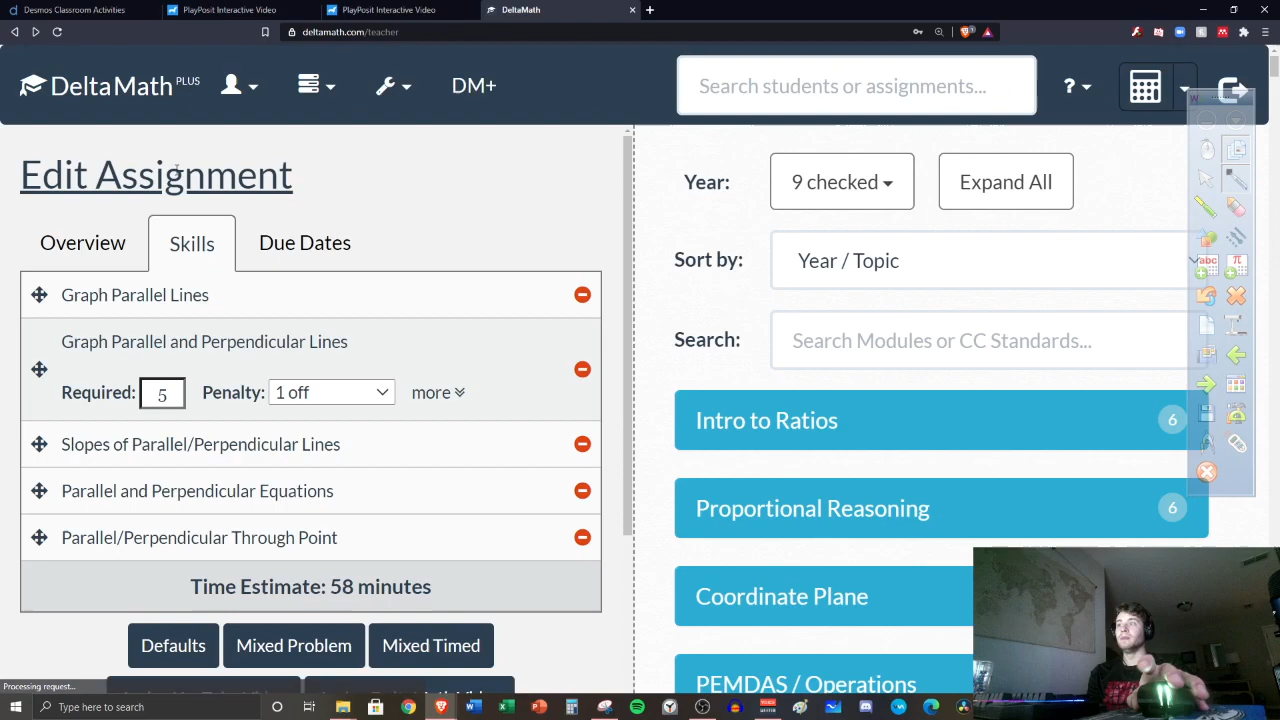 Desmos Classroom Activities
PlayPosit Interactive Video
PlayPosit Interactive Video
DeltaMath
deltamath.com/teacher
DeltaMath PLUS
DM+
Search students or assignments...
?
Edit Assignment
Overview
Skills
Due Dates
Graph Parallel Lines
Graph Parallel and Perpendicular Lines
Required: 5 Penalty: 1 off more
Slopes of Parallel/Perpendicular Lines
Parallel and Perpendicular Equations
Parallel/Perpendicular Through Point
Time Estimate: 58 minutes
Defaults
Mixed Problem
Mixed Timed
Year: 9 checked Expand All
Sort by: Year / Topic
Search: Search Modules or CC Standards...
Intro to Ratios 6
Proportional Reasoning 6
Coordinate Plane
PEMDAS / Operations
abc
π
Processing request...
Type here to search